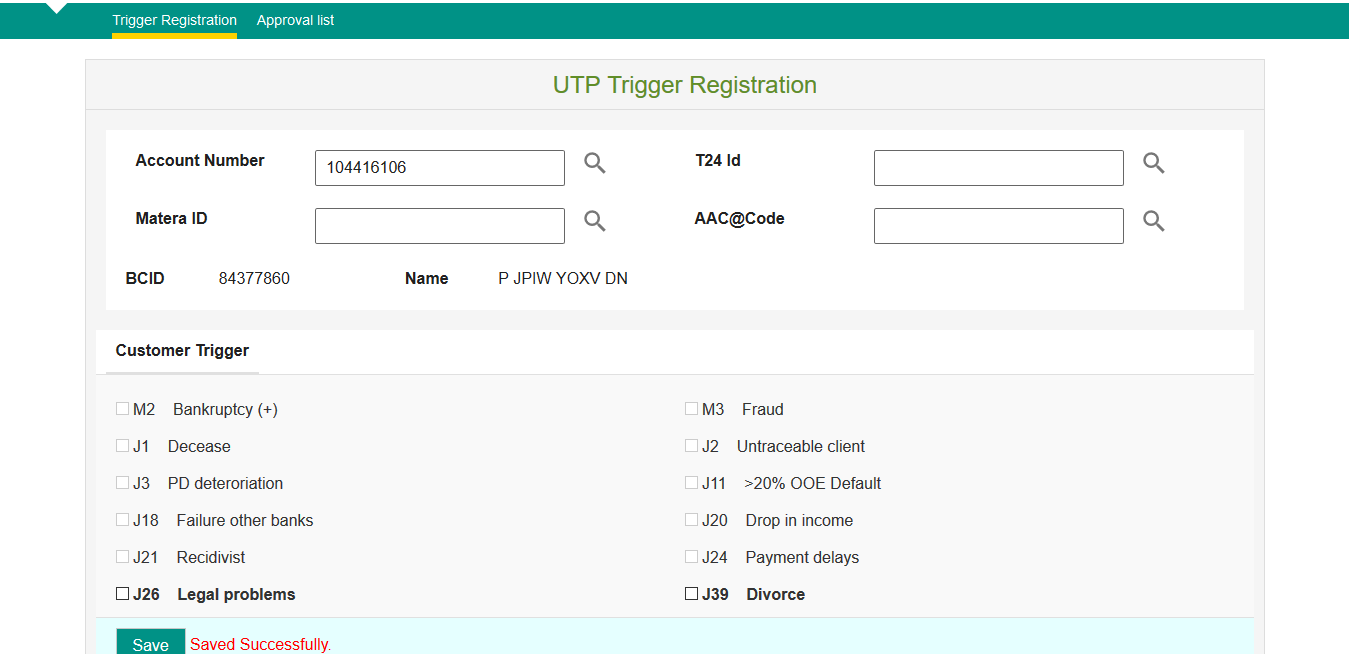 Trigger Registration Approval list
UTP Trigger Registration
Account Number 104416106 T24 Id
Matera ID AAC@Code
BCID 84377860 Name P JPIW YOXV DN
Customer Trigger
M2 Bankruptcy (+) M3 Fraud
J1 Decease J2 Untraceable client
J3 PD deteroriation J11 >20% OOE Default
J18 Failure other banks J20 Drop in income
J21 Recidivist J24 Payment delays
J26 Legal problems J39 Divorce
Save Saved Successfully.